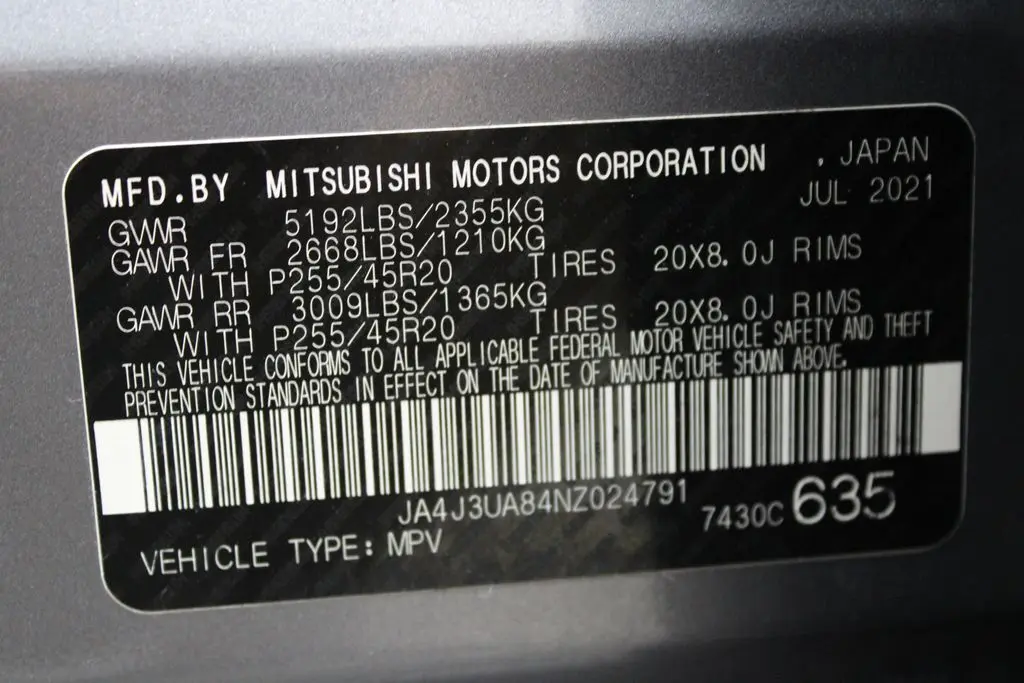 MFD.BY MITSUBISHI MOTORS CORPORATION , JAPAN
JUL 2021
GVWR 5192LBS/2355KG
GAWR FR 2668LBS/1210KG
WITH P255/45R20 TIRES 20X8.0J RIMS
GAWR RR 3009LBS/1365KG
WITH P255/45R20 TIRES 20X8.0J RIMS
THIS VEHICLE CONFORMS TO ALL APPLICABLE FEDERAL MOTOR VEHICLE SAFETY AND THEFT
PREVENTION STANDARDS IN EFFECT ON THE DATE OF MANUFACTURE SHOWN ABOVE.
JA4J3UA84NZ024791
7430C 635
VEHICLE TYPE: MPV